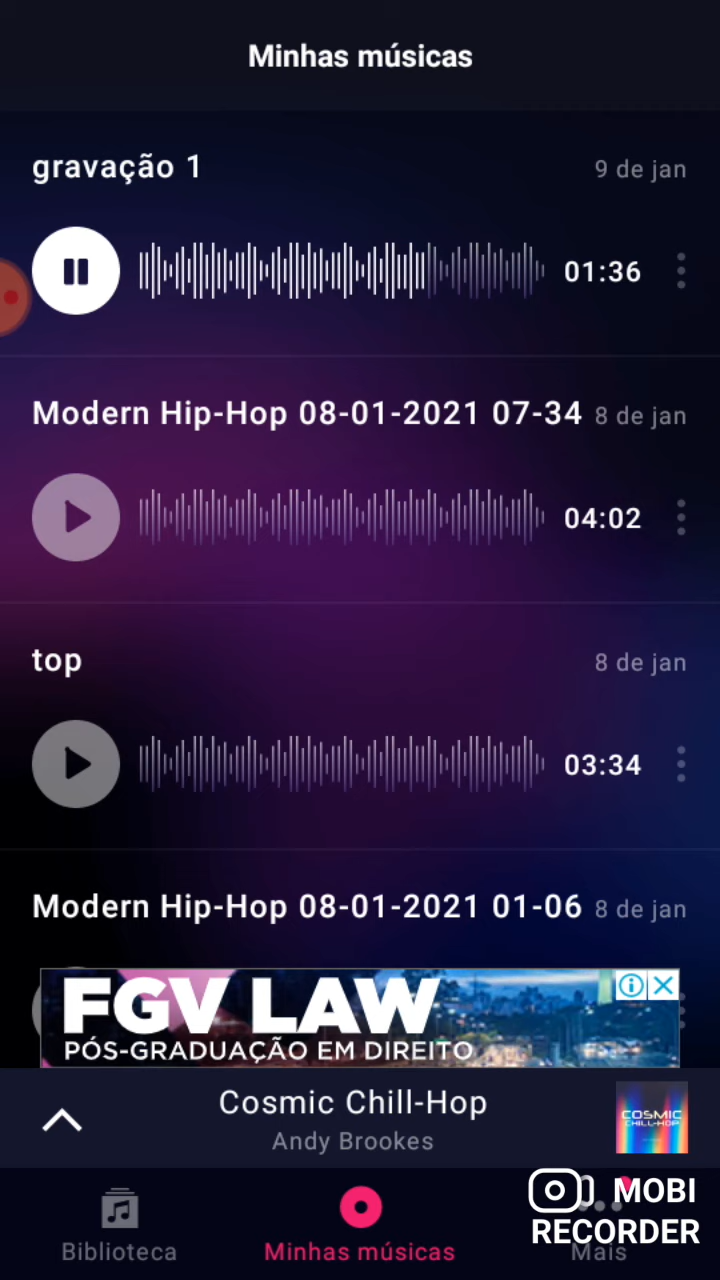 Minhas músicas
gravação 1
9 de jan
01:36
Modern Hip-Hop 08-01-2021 07-34
8 de jan
04:02
top
8 de jan
03:34
Modern Hip-Hop 08-01-2021 01-06
8 de jan
FGV LAW
PÓS-GRADUAÇÃO EM DIREITO
Cosmic Chill-Hop
Andy Brookes
COSMIC
CHILL-HOP
MOBI
RECORDER
Biblioteca
Minhas músicas
Mais